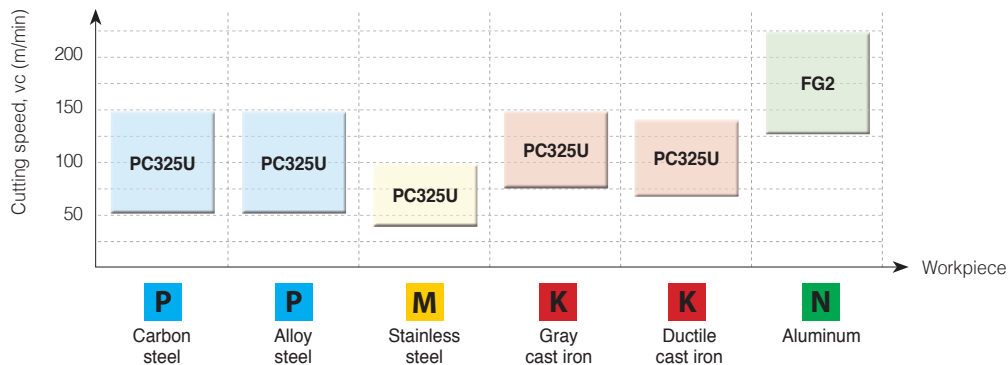 Cutting speed, vc (m/min)
200
150
100
50
PC325U
PC325U
PC325U
PC325U
PC325U
FG2
Workpiece
P
Carbon
steel
P
Alloy
steel
M
Stainless
steel
K
Gray
cast iron
K
Ductile
cast iron
N
Aluminum